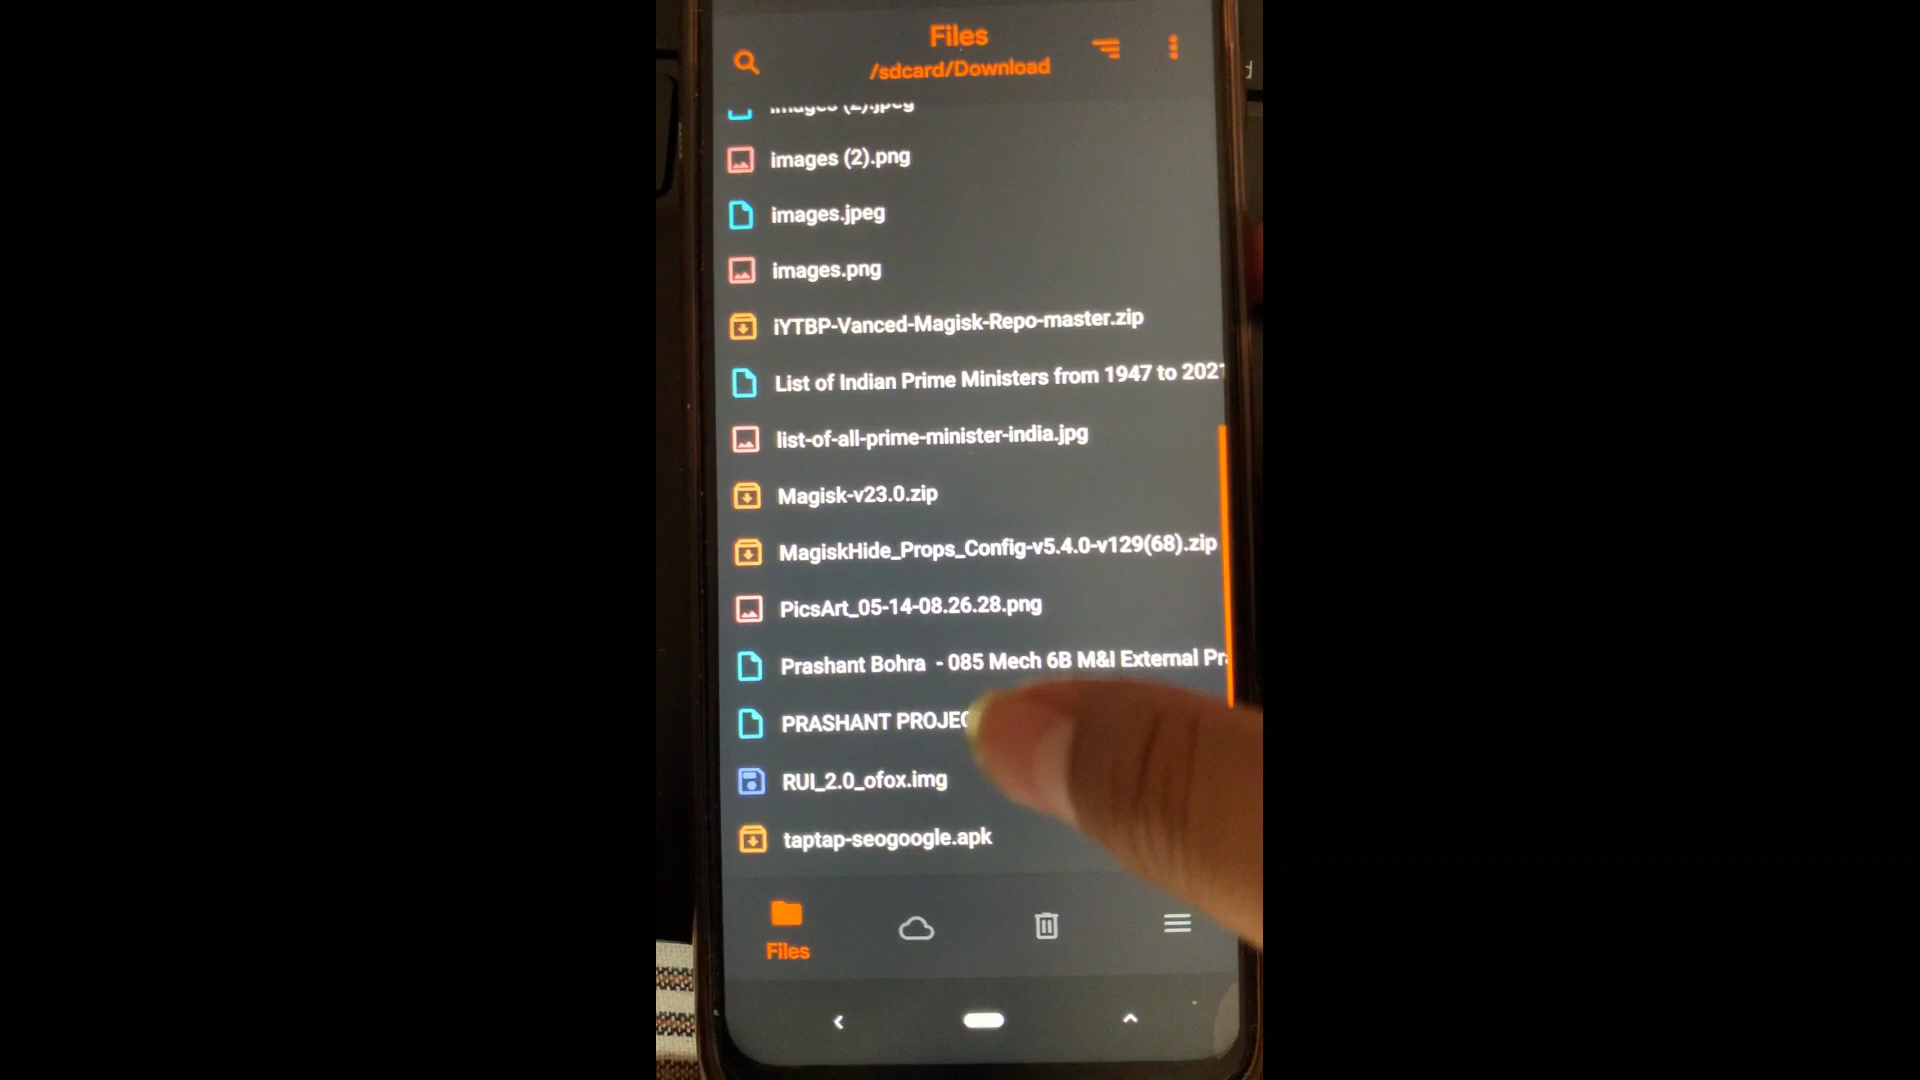 Files
/sdcard/Download
images (2).jpeg
images (2).png
images.jpeg
images.png
iYTBP-Vanced-Magisk-Repo-master.zip
List of Indian Prime Ministers from 1947 to 2021
list-of-all-prime-minister-india.jpg
Magisk-v23.0.zip
MagiskHide_Props_Config-v5.4.0-v129(68).zip
PicsArt_05-14-08.26.28.png
Prashant Bohra - 085 Mech 6B M&I External Pra
PRASHANT PROJEC
RUI_2.0_ofox.img
taptap-seogoogle.apk
Files